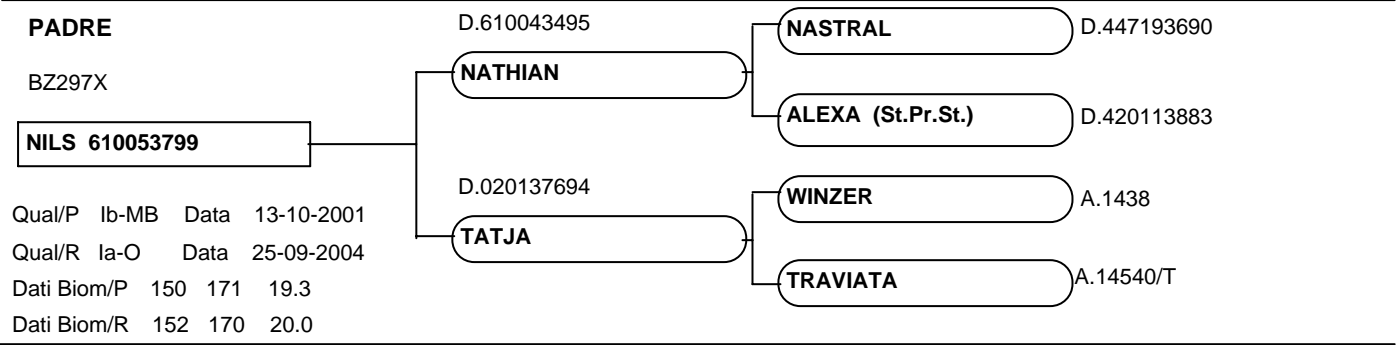 PADRE
BZ297X
NILS 610053799
Qual/P Ib-MB Data 13-10-2001
Qual/R Ia-O Data 25-09-2004
Dati Biom/P 150 171 19.3
Dati Biom/R 152 170 20.0
D.610043495
NATHIAN
D.020137694
TATJA
NASTRAL D.447193690
ALEXA (St.Pr.St.) D.420113883
WINZER A.1438
TRAVIATA A.14540/T